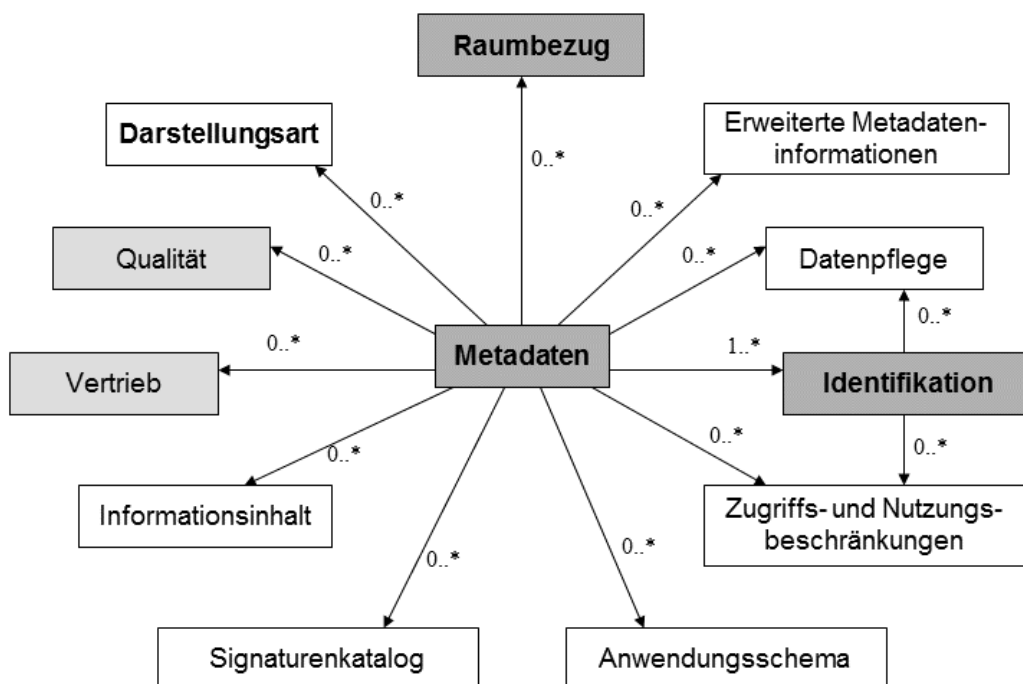 Raumbezug
Darstellungsart
Erweiterte Metadaten-
informationen
0..*
0..*
0..*
Qualität
0..*
0..*
Datenpflege
0..*
Vertrieb
0..*
Metadaten
1..*
Identifikation
0..*
0..*
0..*
Informationsinhalt
Zugriffs- und Nutzungs-
beschränkungen
0..*
0..*
Signaturenkatalog
Anwendungsschema